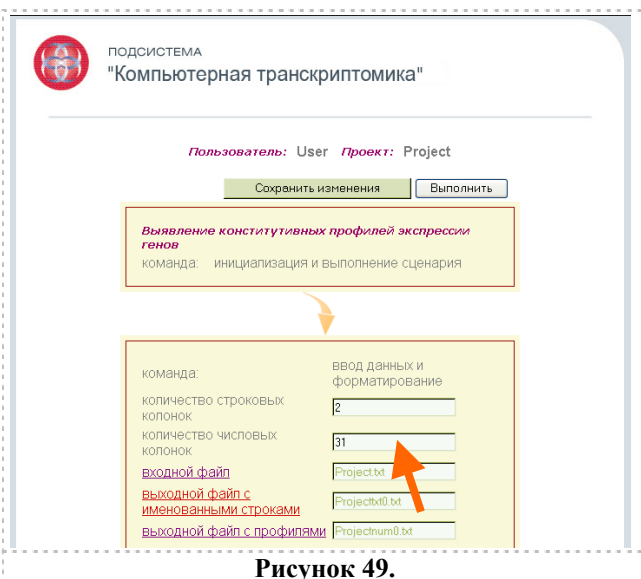 ПОДСИСТЕМА
"Компьютерная транскриптомика"
Пользователь: User Проект: Project
Сохранить изменения Выполнить
Выявление конститутивных профилей экспрессии
генов
команда: инициализация и выполнение сценария
команда: ввод данных и
форматирование
количество строковых
колонок 2
количество числовых
колонок 31
входной файл Project.txt
выходной файл с
именованными строками Projecttxt0.txt
выходной файл с профилями Projectnum0.txt
Рисунок 49.